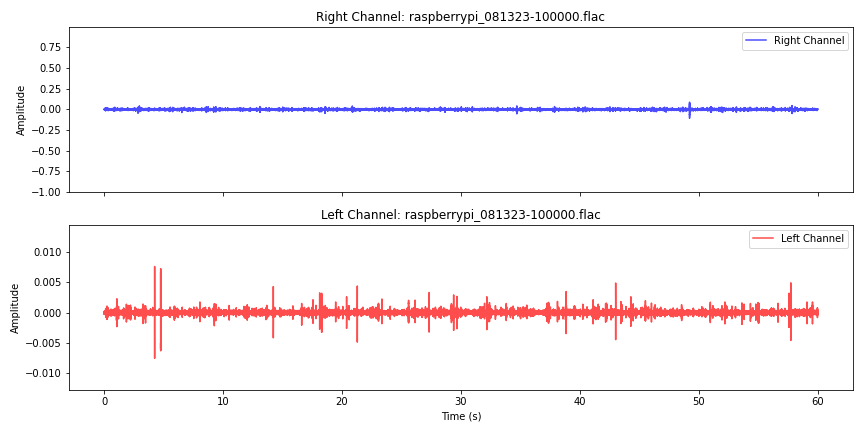 Right Channel: raspberrypi_081323-100000.flac
Right Channel
0.75
0.50
0.25
0.00
−0.25
−0.50
−0.75
−1.00
Amplitude
Left Channel: raspberrypi_081323-100000.flac
Left Channel
0.010
0.005
0.000
−0.005
−0.010
Amplitude
0 10 20 30 40 50 60
Time (s)